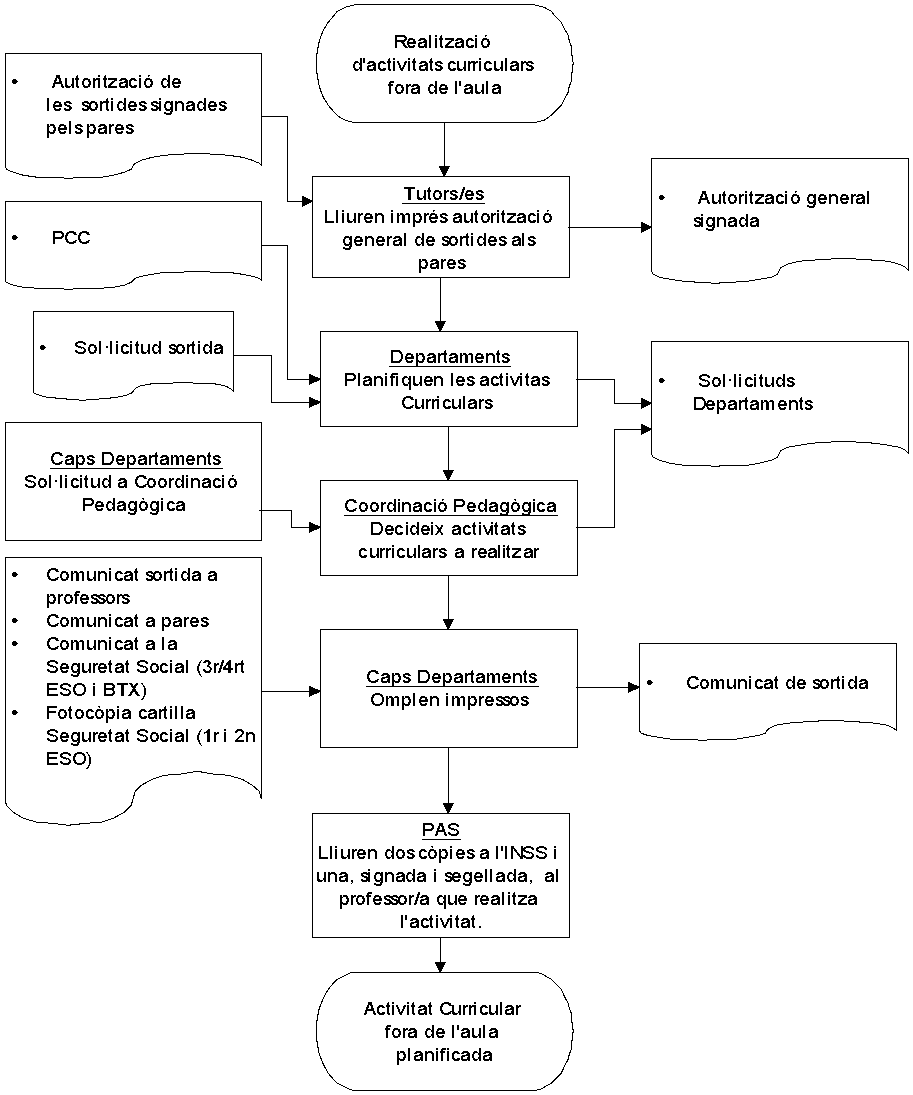 Realització
d'activitats curriculars
fora de l'aula
• Autorització de
les sortides signades
pels pares
Tutors/es
Lliuren imprés autorització
general de sortides als
pares
• Autorització general
signada
• PCC
• Sol·licitud sortida
Departaments
Planifiquen les activitas
Curriculars
• Sol·licituds
Departaments
Caps Departaments
Sol·licitud a Coordinació
Pedagògica
Coordinació Pedagògica
Decideix activitats
curriculars a realitzar
• Comunicat sortida a
professors
• Comunicat a pares
• Comunicat a la
Seguretat Social (3r/4rt
ESO i BTX)
• Fotocòpia cartilla
Seguretat Social (1r i 2n
ESO)
Caps Departaments
Omplen impressos
• Comunicat de sortida
PAS
Lliuren dos còpies a l'INSS i
una, signada i segellada, al
professor/a que realitza
l'activitat.
Activitat Curricular
fora de l'aula
planificada